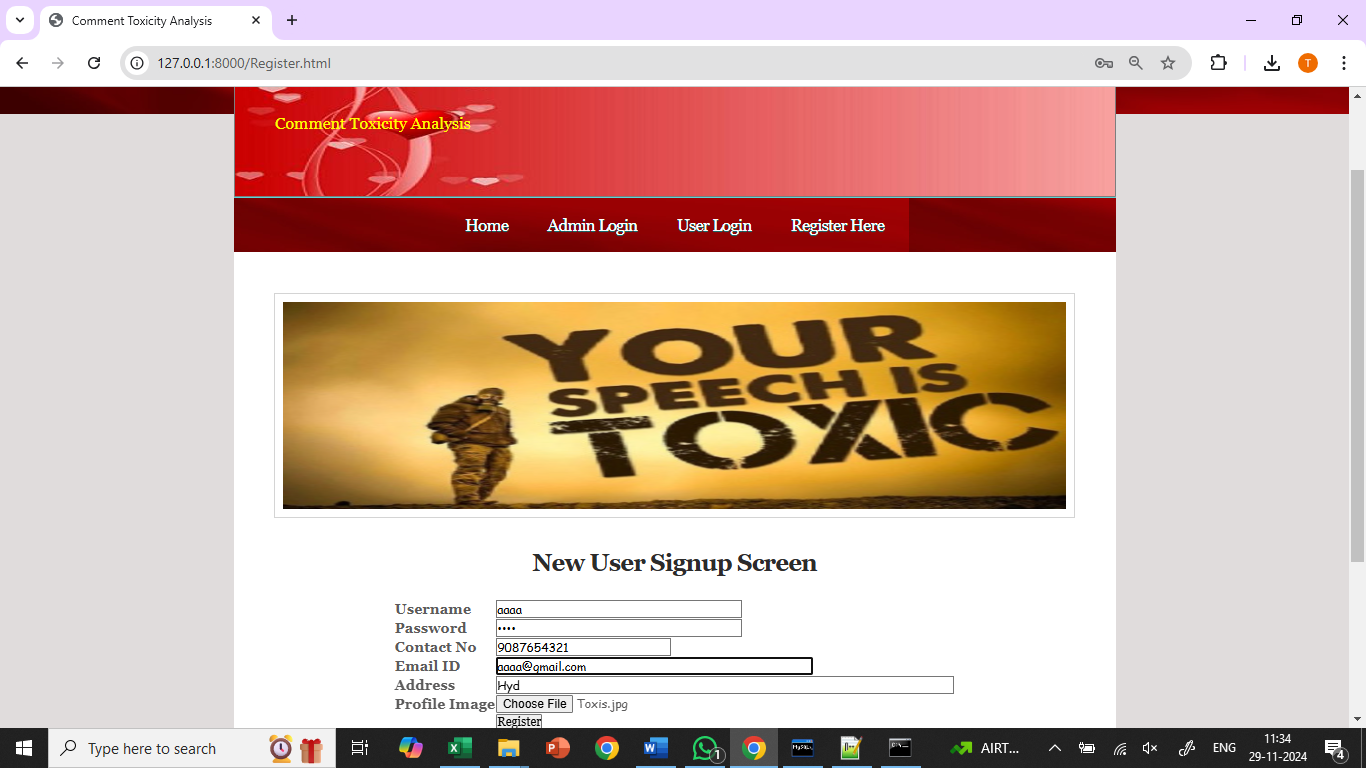 Comment Toxicity Analysis
127.0.0.1:8000/Register.html
T
Comment Toxicity Analysis
Home Admin Login User Login Register Here
YOUR
SPEECH IS
TOXIC
New User Signup Screen
Username aaaa
Password ••••
Contact No 9087654321
Email ID aaaa@gmail.com
Address Hyd
Profile Image Choose File Toxis.jpg
Register
Type here to search
1
AIRT...
ENG
11:34
29-11-2024
4